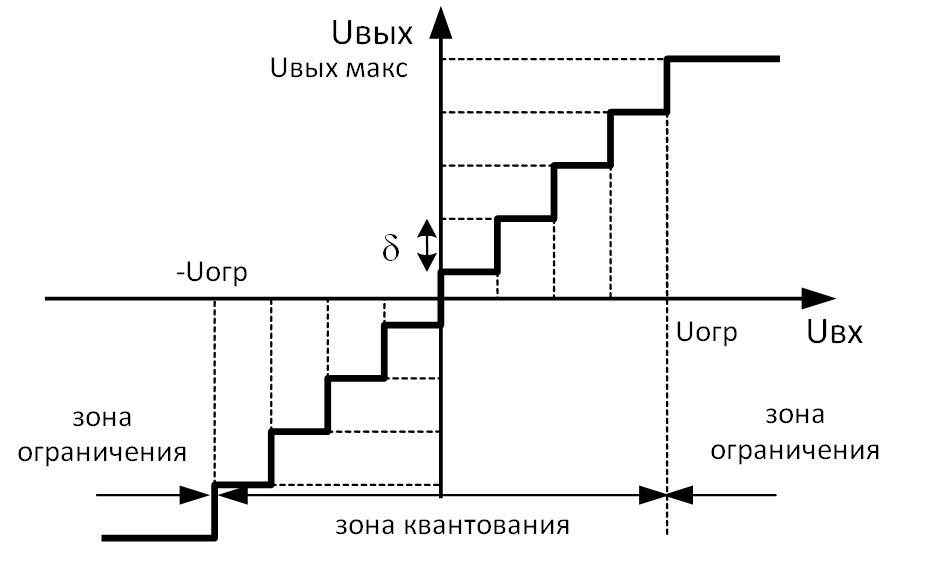 Uвых
Uвых макс
δ
-Uогр
Uогр
Uвх
зона
ограничения
зона
ограничения
зона квантования